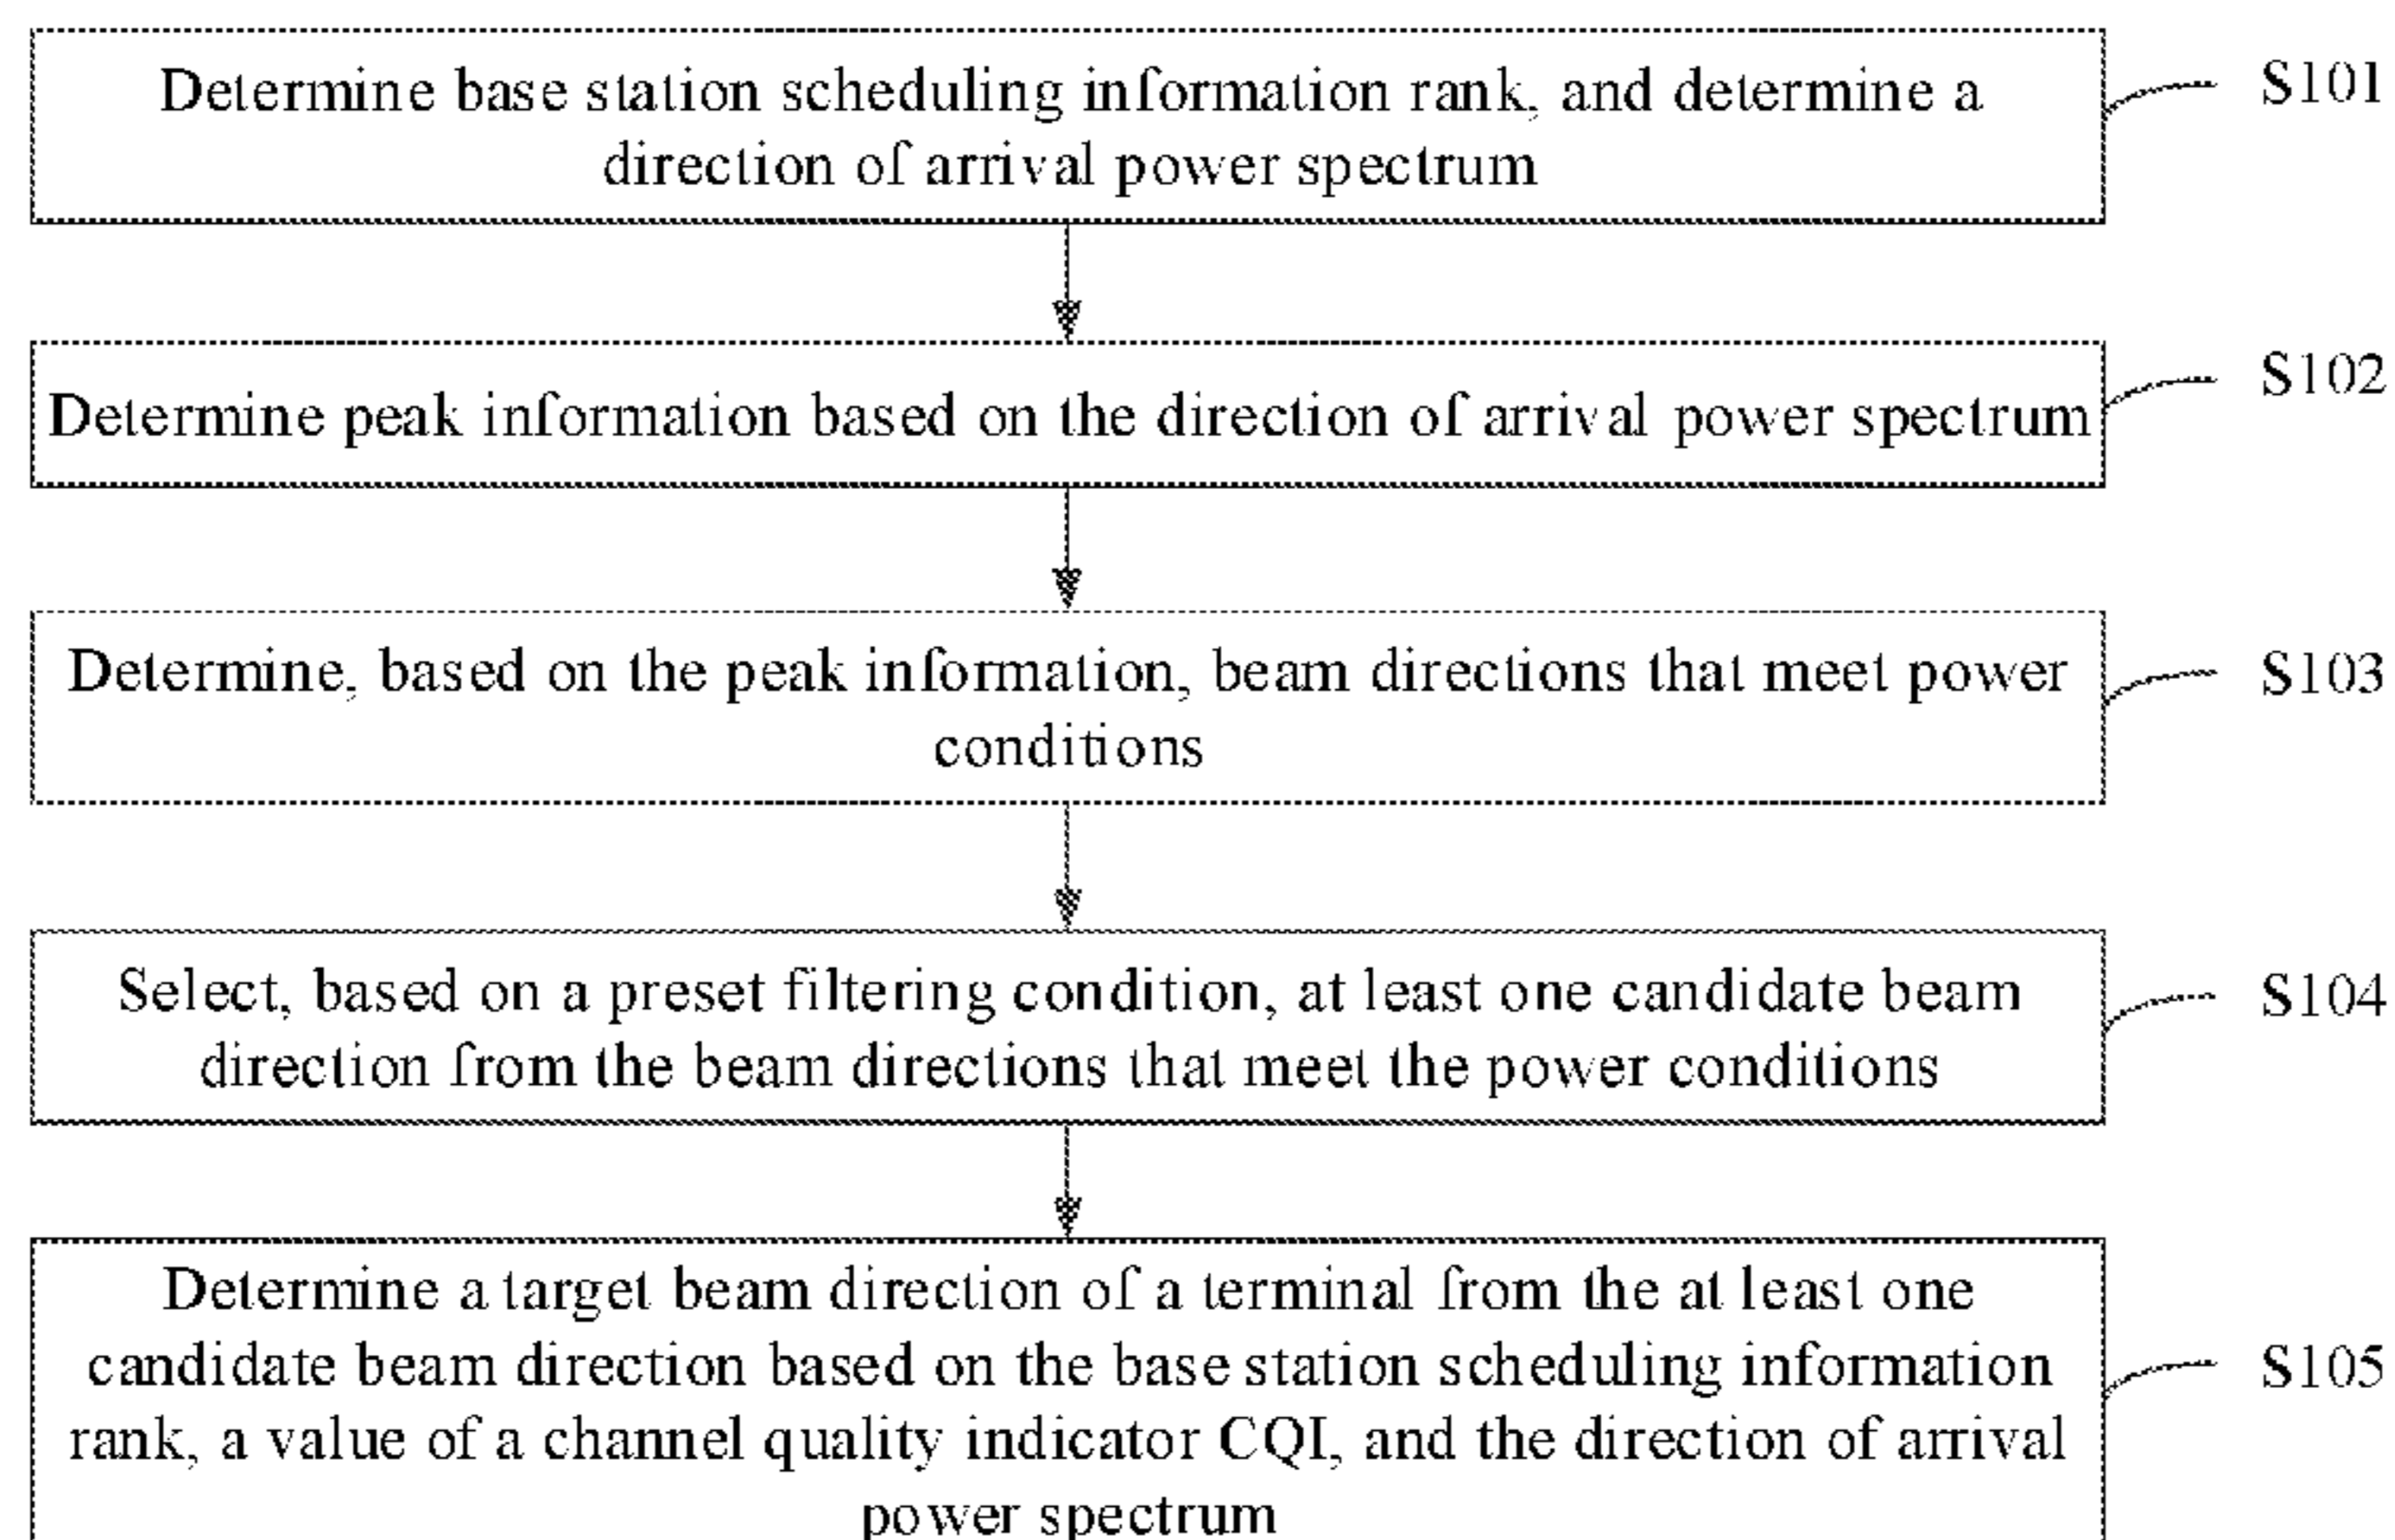 Determine base station scheduling information rank, and determine a
direction of arrival power spectrum
S101
Determine peak information based on the direction of arrival power spectrum
S102
Determine, based on the peak information, beam directions that meet power
conditions
S103
Select, based on a preset filtering condition, at least one candidate beam
direction from the beam directions that meet the power conditions
S104
Determine a target beam direction of a terminal from the at least one
candidate beam direction based on the base station scheduling information
rank, a value of a channel quality indicator CQI, and the direction of arrival
power spectrum
S105